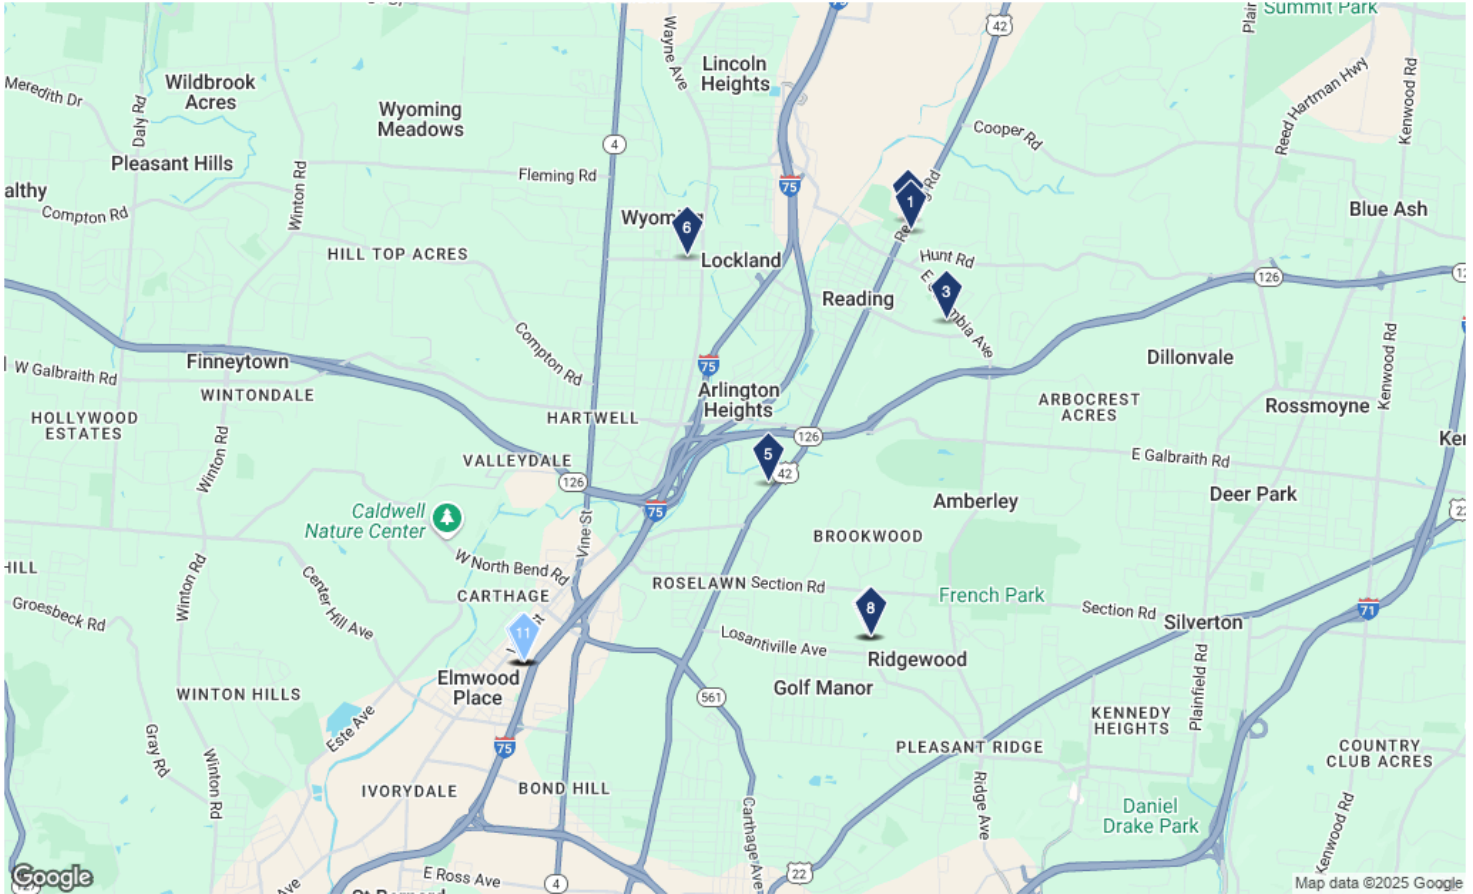 Summit Park
42
Plain
Wayne Ave
Lincoln
Heights
Reed Hartman Hwy
Kenwood Rd
Meredith Dr
Wildbrook
Acres
Daly Rd
Wyoming
Meadows
Cooper Rd
4
Pleasant Hills
Fleming Rd
75
Winton Rd
althy
Compton Rd
1
Blue Ash
Wyoming
6
HILL TOP ACRES
Lockland
Hunt Rd
126
Reading
3
Compton Rd
Finneytown
W Galbraith Rd
75
Dillonvale
Kenwood Rd
WINTONDALE
Arlington
Heights
ARBOCREST
ACRES
Rossmoyne
HOLLYWOOD
ESTATES
HARTWELL
126
Winton Rd
VALLEYDALE
5
42
E Galbraith Rd
126
Amberley
Deer Park
Caldwell
Nature Center
75
Vine St
BROOKWOOD
HILL
W North Bend Rd
ROSELAWN
Section Rd
Winton Rd
Center Hill Ave
CARTHAGE
French Park
Groesbeck Rd
8
Section Rd
71
Silverton
11
Losantiville Ave
Ridgewood
Elmwood
Place
Golf Manor
WINTON HILLS
561
Plainfield Rd
KENNEDY
HEIGHTS
Este Ave
Gray Rd
75
PLEASANT RIDGE
COUNTRY
CLUB ACRES
Winton Rd
IVORYDALE
BOND HILL
Ridge Ave
Daniel
Drake Park
Carthage Ave
Kenwood Rd
E Ross Ave
22
4
Google
Ave
Map data ©2025 Google